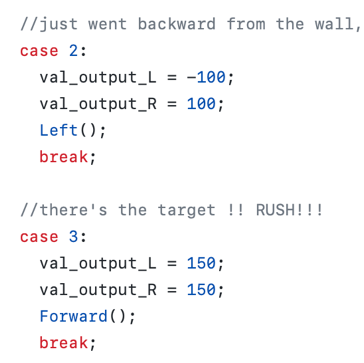 //just went backward from the wall,
case 2:
  val_output_L = -100;
  val_output_R = 100;
  Left();
  break;

//there's the target !! RUSH!!!
case 3:
  val_output_L = 150;
  val_output_R = 150;
  Forward();
  break;